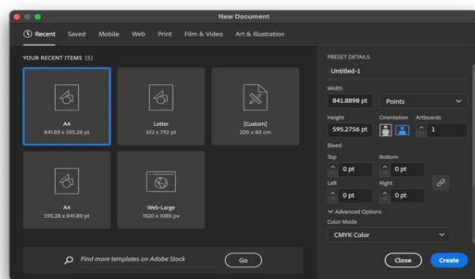 New Document
Recent Saved Mobile Web Print Film & Video Art & Illustration
YOUR RECENT ITEMS (5)
A4
841.89 x 595.28 pt
Letter
612 x 792 pt
[Custom]
200 x 80 cm
A4
595.28 x 841.89 pt
Web-Large
1920 x 1080 px
Find more templates on Adobe Stock
Go
PRESET DETAILS
Untitled-1
Width
841.8898 pt Points
Height Orientation Artboards
595.2756 pt 1
Bleed
Top Bottom
0 pt 0 pt
Left Right
0 pt 0 pt
Advanced Options
Color Mode
CMYK Color
Close Create